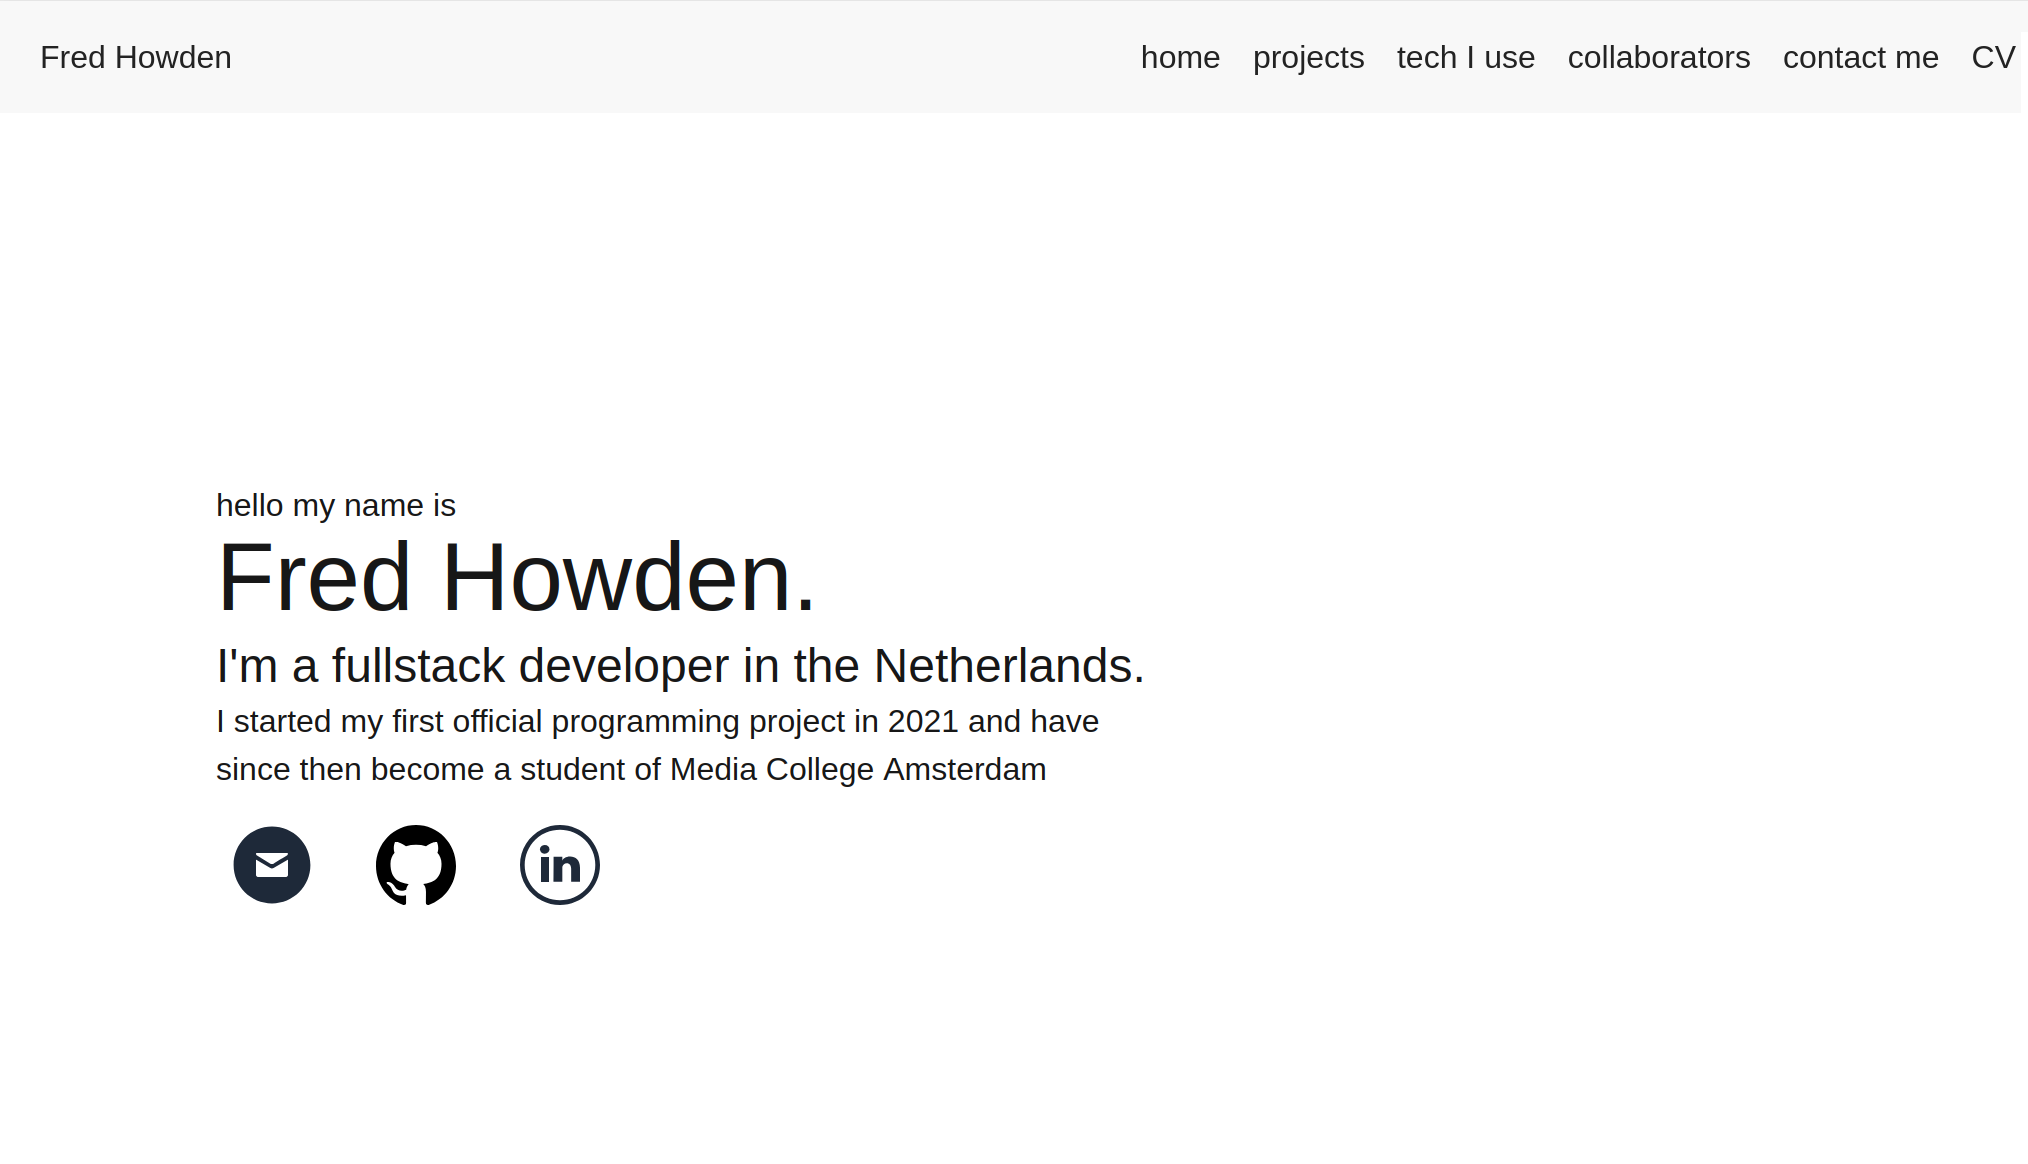 Fred Howden
home projects tech I use collaborators contact me CV
hello my name is
Fred Howden.
I'm a fullstack developer in the Netherlands.
I started my first official programming project in 2021 and have
since then become a student of Media College Amsterdam
in